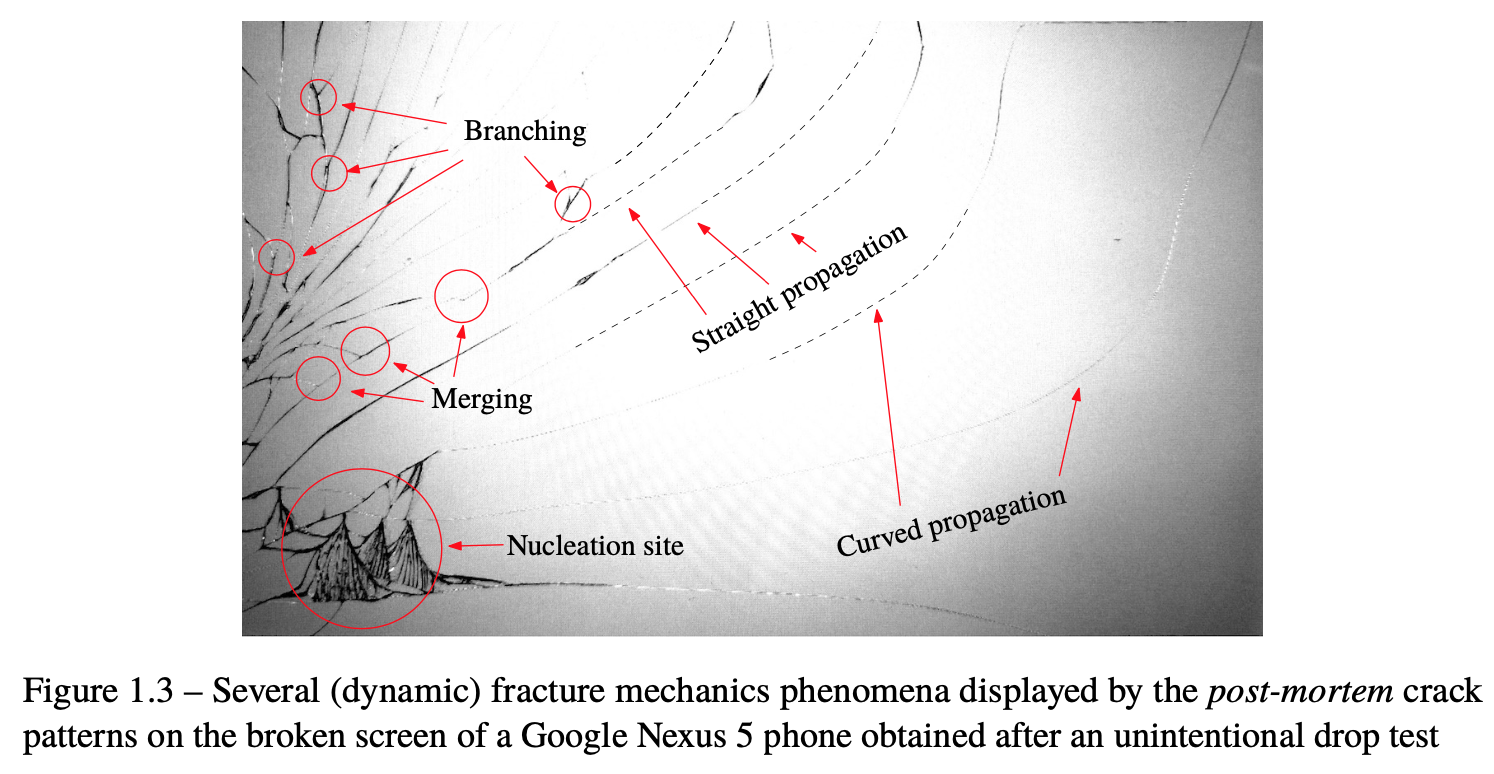 Branching
Straight propagation
Merging
Curved propagation
Nucleation site
Figure 1.3 – Several (dynamic) fracture mechanics phenomena displayed by the post-mortem crack
patterns on the broken screen of a Google Nexus 5 phone obtained after an unintentional drop test